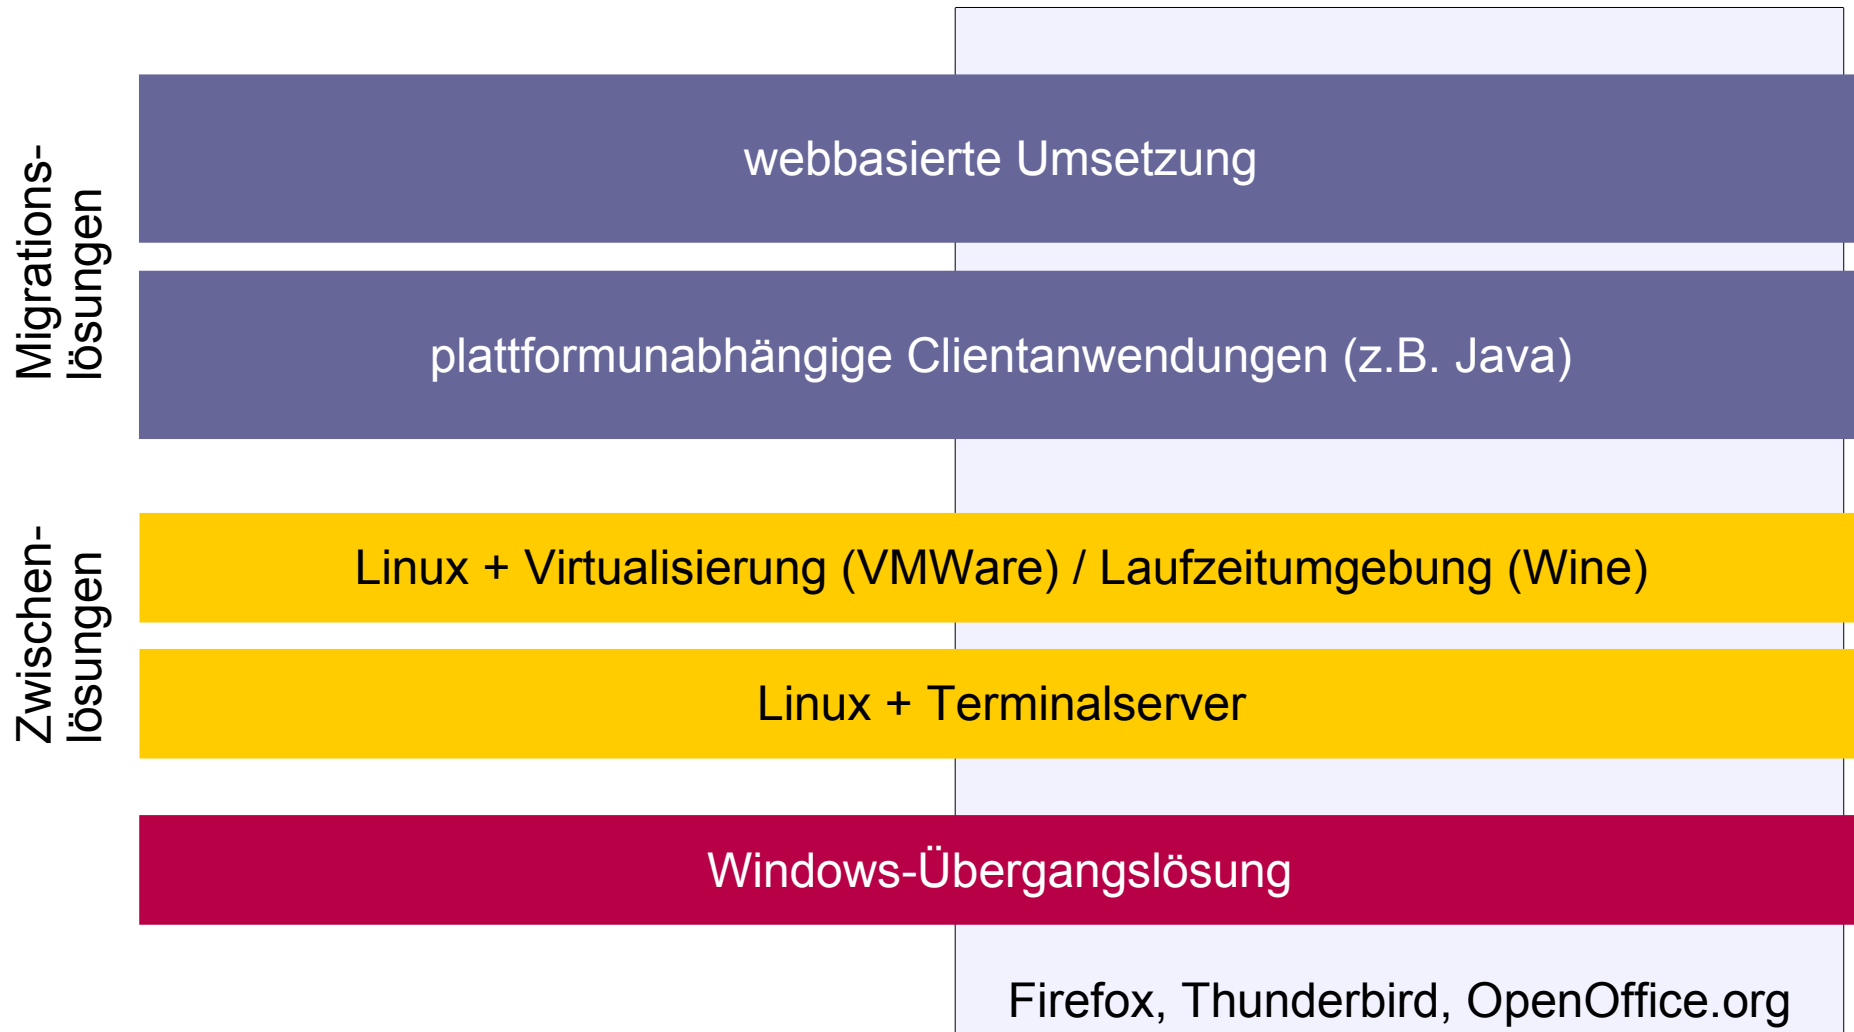 Migrations-
lösungen
webbasierte Umsetzung
plattformunabhängige Clientanwendungen (z.B. Java)
Zwischen-
lösungen
Linux + Virtualisierung (VMWare) / Laufzeitumgebung (Wine)
Linux + Terminalserver
Windows-Übergangslösung
Firefox, Thunderbird, OpenOffice.org